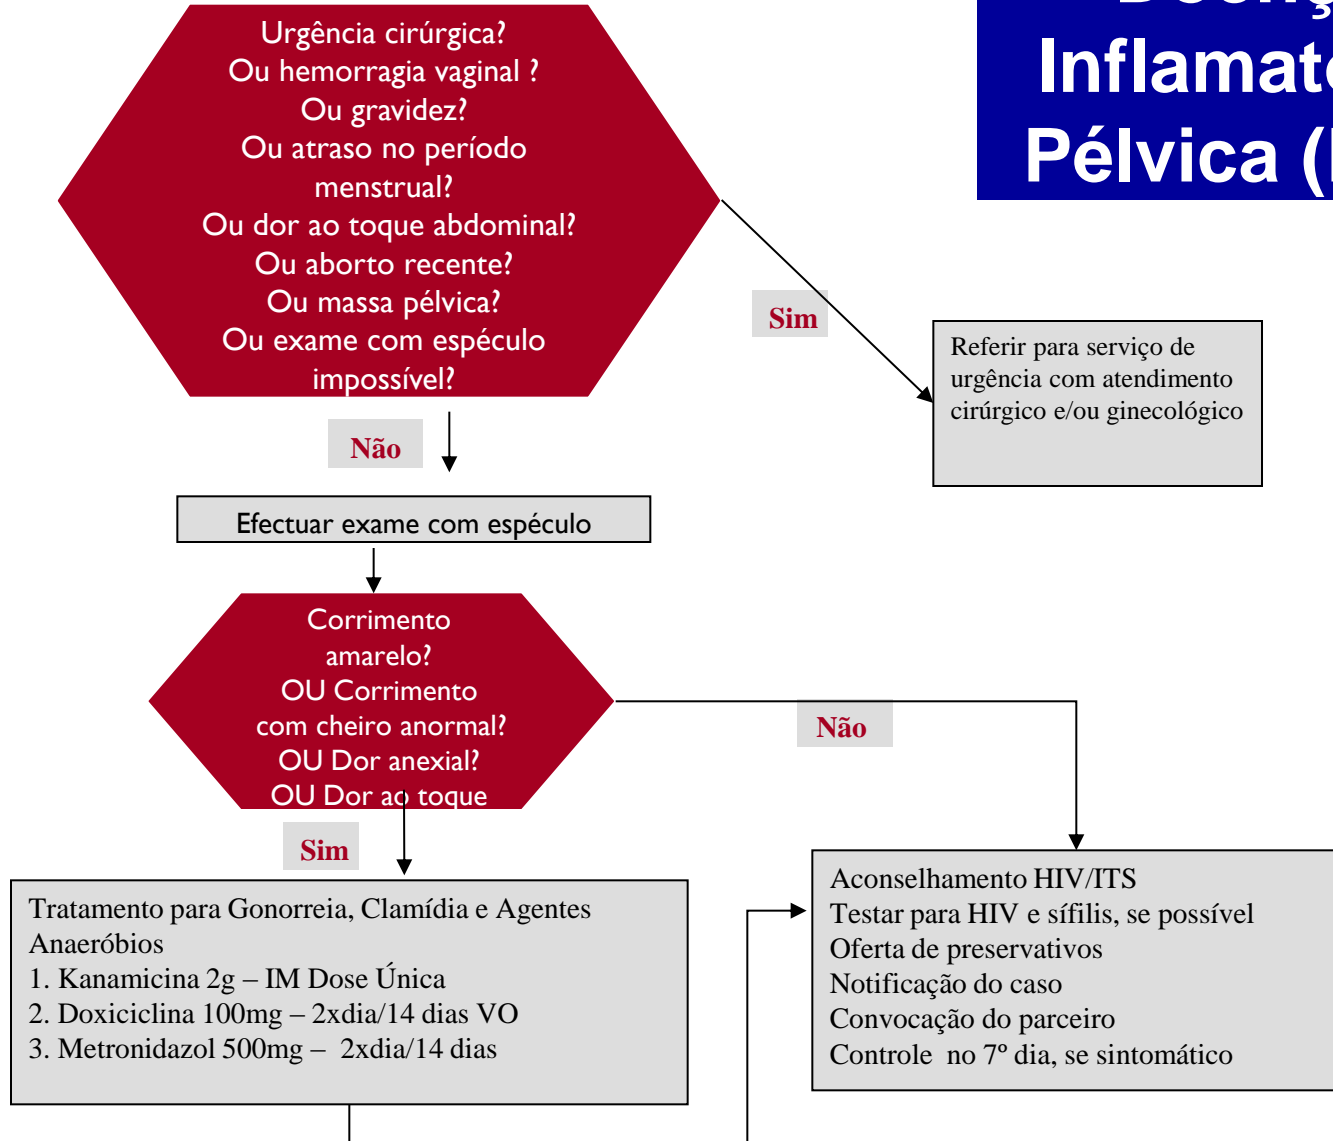 Urgência cirúrgica?
Ou hemorragia vaginal ?
Ou gravidez?
Ou atraso no período
menstrual?
Ou dor ao toque abdominal?
Ou aborto recente?
Ou massa pélvica?
Ou exame com espéculo
impossível?
Pélvica
Sim
Referir para serviço de
urgência com atendimento
cirúrgico e/ou ginecológico
Não
Efectuar exame com espéculo
Corrimento
amarelo?
OU Corrimento
com cheiro anormal?
OU Dor anexial?
OU Dor ao toque
Não
Sim
Tratamento para Gonorreia, Clamídia e Agentes
Anaeróbios
1. Kanamicina 2g – IM Dose Única
2. Doxiciclina 100mg – 2xdia/14 dias VO
3. Metronidazol 500mg – 2xdia/14 dias
Aconselhamento HIV/ITS
Testar para HIV e sífilis, se possível
Oferta de preservativos
Notificação do caso
Convocação do parceiro
Controle no 7º dia, se sintomático